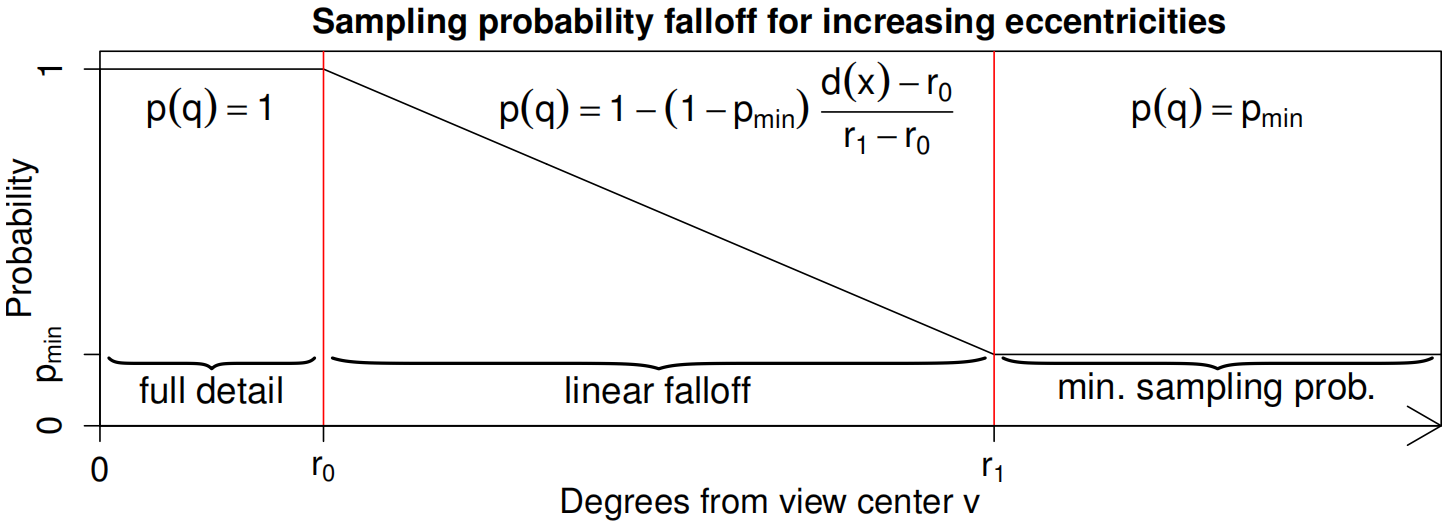 Sampling probability falloff for increasing eccentricities
1
p(q) = 1
p(q) = 1 − (1 − pmin) d(x) − r0 / r1 − r0
p(q) = pmin
Probability
pmin
full detail
linear falloff
min. sampling prob.
0
0
r0
r1
Degrees from view center v